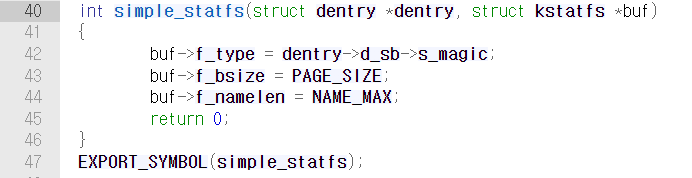 40 int simple_statfs(struct dentry *dentry, struct kstatfs *buf)
41 {
42 buf->f_type = dentry->d_sb->s_magic;
43 buf->f_bsize = PAGE_SIZE;
44 buf->f_namelen = NAME_MAX;
45 return 0;
46 }
47 EXPORT_SYMBOL(simple_statfs);